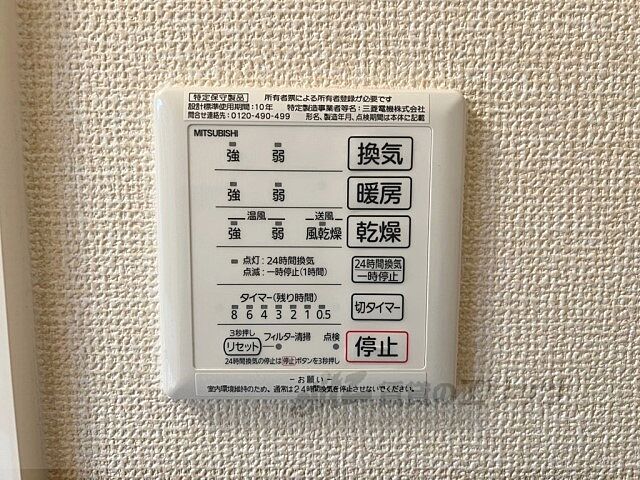 特定保守製品 所有者票による所有者登録が必要です
設計標準使用期間:10年 特定製造事業者等名:三菱電機株式会社
問合せ連絡先:0120-490-499 形名、製造年月、点検期間は本体に記載
MITSUBISHI
強 弱 換気
強 弱 暖房
温風 送風
強 弱 風乾燥 乾燥
点灯:24時間換気
点滅:一時停止(1時間)
24時間換気
一時停止
タイマー(残り時間)
8 6 4 3 2 1 0.5
切タイマー
3秒押し
リセット フィルター清掃 点検
停止
24時間換気の停止は停止ボタンを3秒押し
-お願い-
室内環境維持のため、通常は24時間換気を停止させないでください。